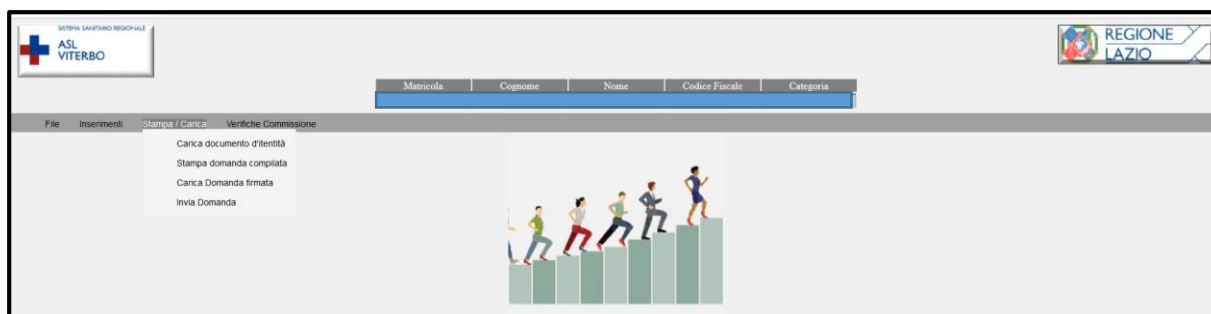 SISTEMA SANITARIO REGIONALE
ASL
VITERBO
REGIONE
LAZIO
Matricola Cognome Nome Codice Fiscale Categoria
File Inserimenti Stampa / Carica Verifiche Commissione
Carica documento d'itentità
Stampa domanda compilata
Carica Domanda firmata
Invia Domanda